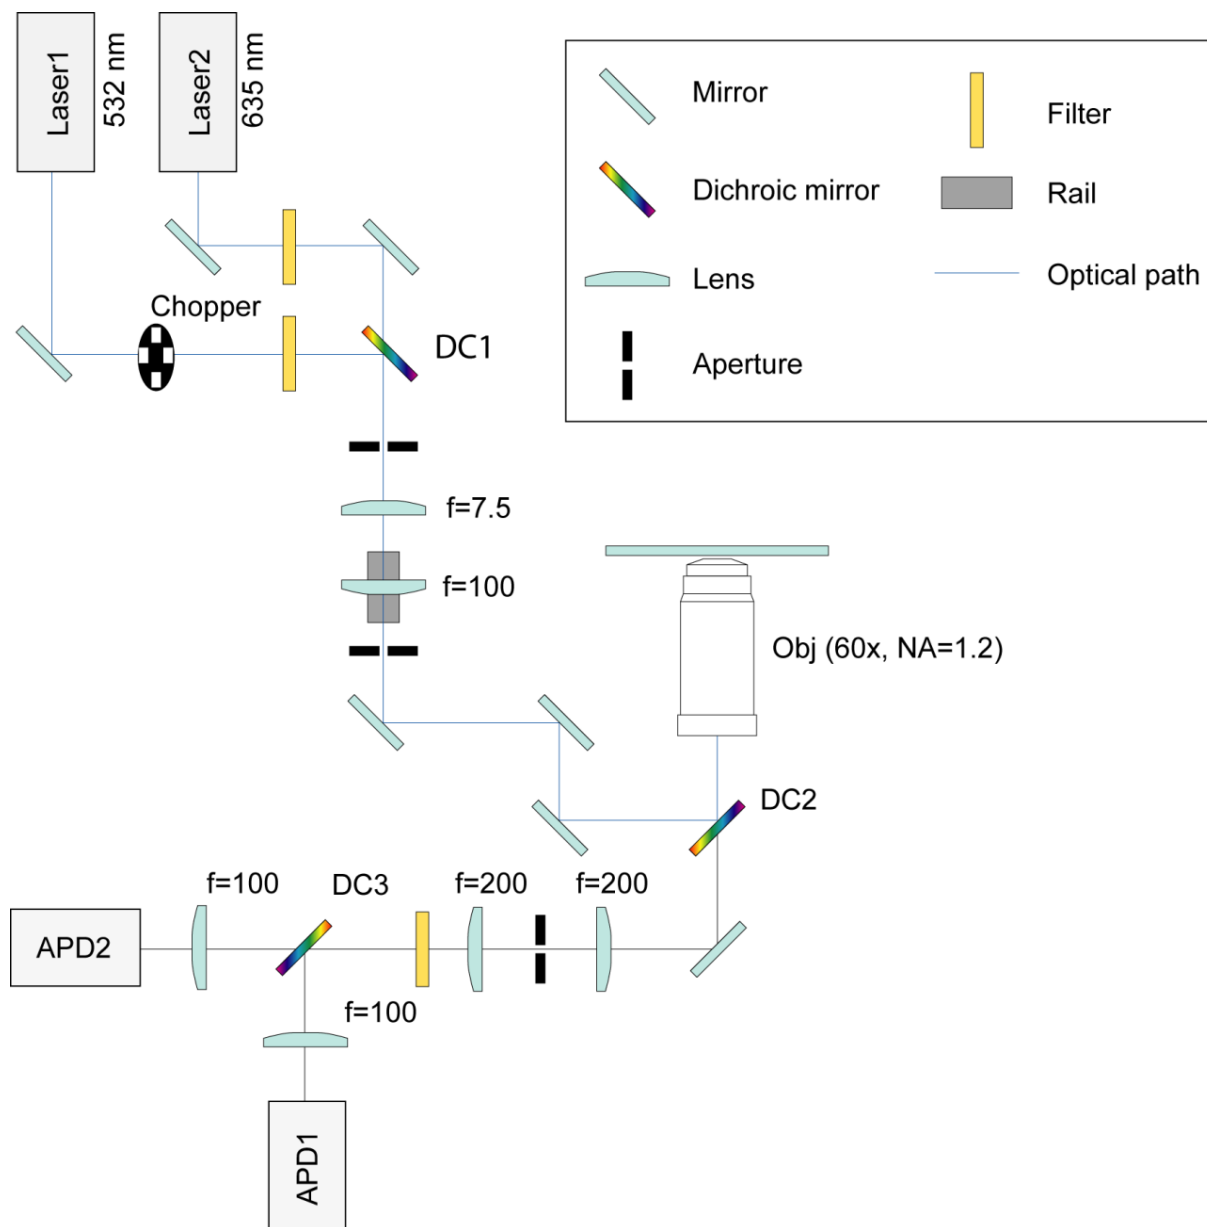 Laser1
532 nm
Laser2
635 nm
Mirror
Filter
Dichroic mirror
Rail
Lens
Optical path
Aperture
Chopper
DC1
f=7.5
f=100
Obj (60x, NA=1.2)
DC2
f=100
DC3
f=200
f=200
APD2
f=100
APD1